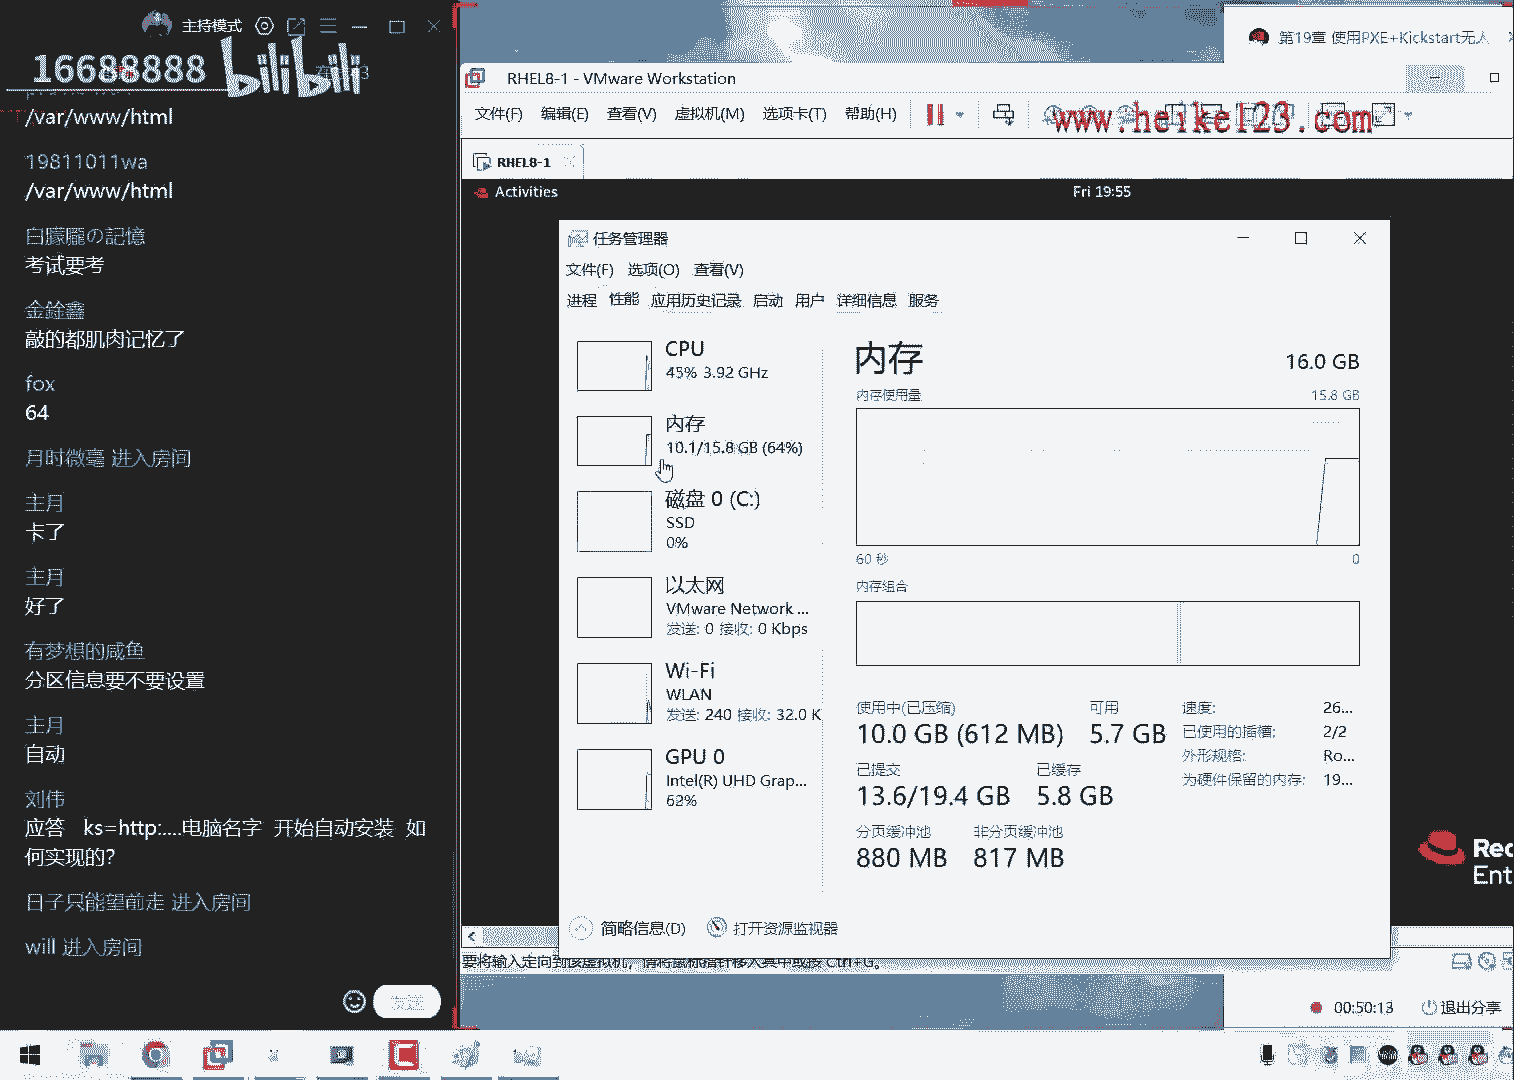 主持模式
16688888
bilibili
/var/www/html
19811011wa
/var/www/html
白朦朧の記憶
考试要考
金銓鑫
敲的都肌肉记忆了
fox
64
月时微毫 进入房间
主月
卡了
主月
好了
有梦想的咸鱼
分区信息要不要设置
主月
自动
刘伟
应答 ks=http:....电脑名字 开始自动安装 如
何实现的?
日子只能望前走 进入房间
will 进入房间
发送
第19章 使用PXE+Kickstart无人
RHEL8-1 - VMware Workstation
文件(F) 编辑(E) 查看(V) 虚拟机(M) 选项卡(T) 帮助(H)
www.heike123.com
RHEL8-1
Activities
Fri 19:55
任务管理器
文件(F) 选项(O) 查看(V)
进程 性能 应用历史记录 启动 用户 详细信息 服务
CPU
45% 3.92 GHz
内存
10.1/15.8 GB (64%)
磁盘 0 (C:)
SSD
0%
以太网
VMware Network ...
发送: 0 接收: 0 Kbps
Wi-Fi
WLAN
发送: 240 接收: 32.0 K
GPU 0
Intel(R) UHD Grap...
62%
内存
16.0 GB
内存使用量
15.8 GB
60 秒
0
内存组合
使用中(已压缩)
10.0 GB (612 MB)
可用
5.7 GB
已提交
13.6/19.4 GB
已缓存
5.8 GB
分页缓冲池
880 MB
非分页缓冲池
817 MB
速度: 26...
已使用的插槽: 2/2
外形规格: Ro...
为硬件保留的内存: 19...
简略信息(D)
打开资源监视器
要将输入定向到该虚拟机，请将鼠标指针移入其中或按 Ctrl+G。
Red
Ent
00:50:13
退出分享